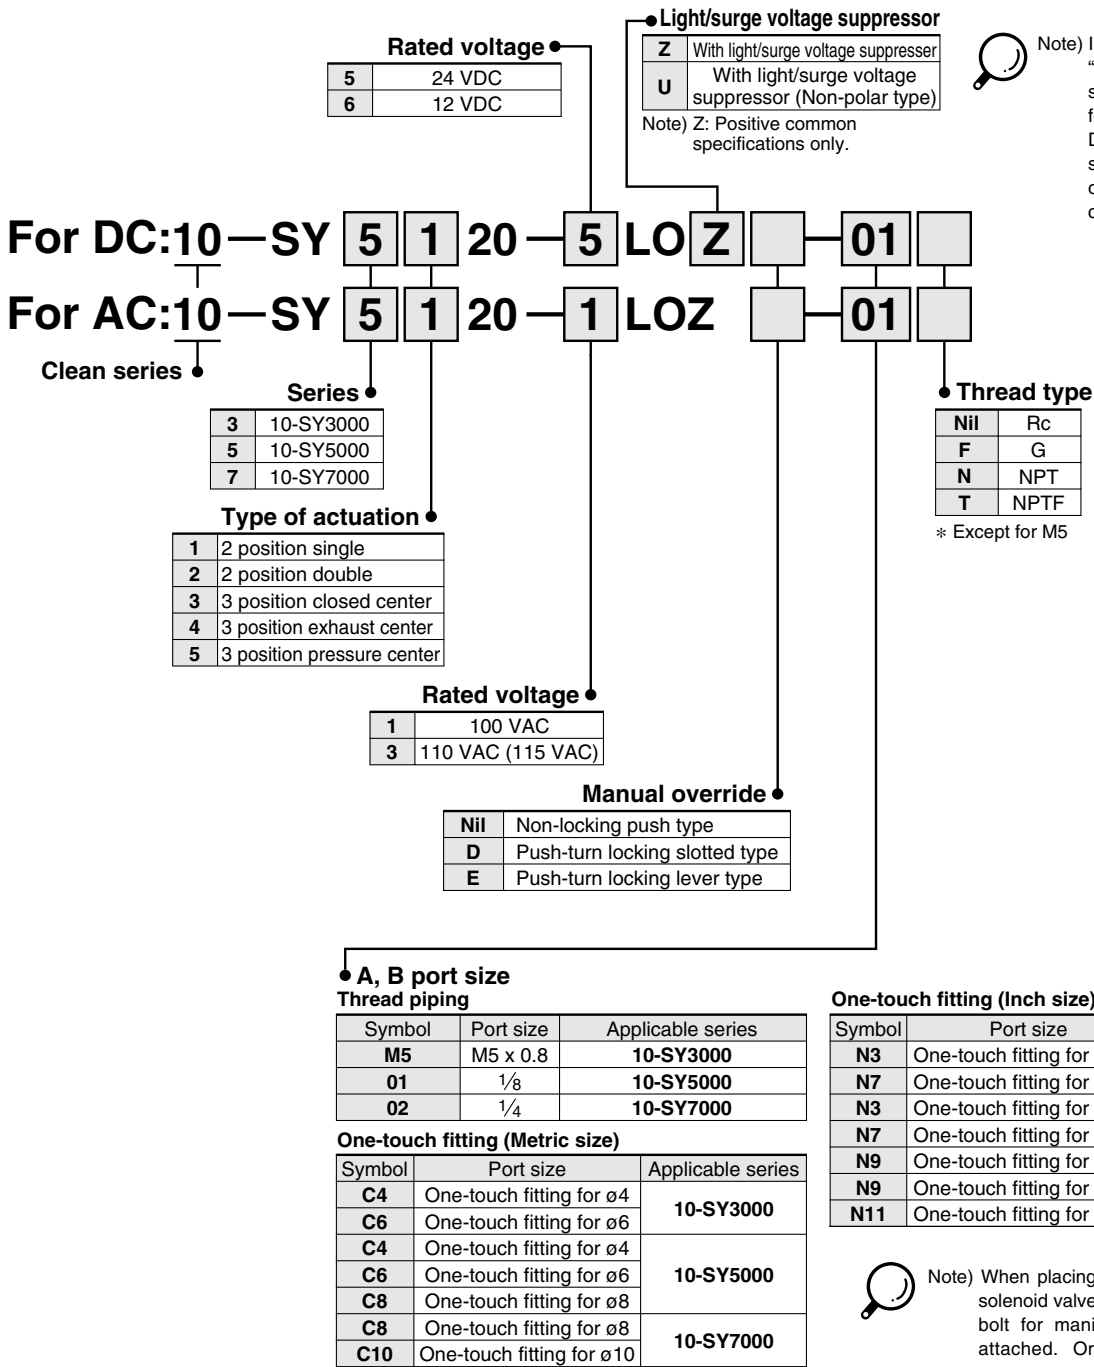 Light/surge voltage suppressor
Z With light/surge voltage suppresser
U With light/surge voltage
suppressor (Non-polar type)
Note) Z: Positive common
specifications only.
Rated voltage
5 24 VDC
6 12 VDC
Note)
For DC: 10 — SY 5 1 20 — 5 LO Z — 01
For AC: 10 — SY 5 1 20 — 1 LOZ — 01
Clean series
Series
3 10-SY3000
5 10-SY5000
7 10-SY7000
Thread type
Nil Rc
F G
N NPT
T NPTF
* Except for M5
Type of actuation
1 2 position single
2 2 position double
3 3 position closed center
4 3 position exhaust center
5 3 position pressure center
Rated voltage
1 100 VAC
3 110 VAC (115 VAC)
Manual override
Nil Non-locking push type
D Push-turn locking slotted type
E Push-turn locking lever type
A, B port size
Thread piping
Symbol Port size Applicable series
M5 M5 x 0.8 10-SY3000
01 1/8 10-SY5000
02 1/4 10-SY7000
One-touch fitting (Metric size)
Symbol Port size Applicable series
C4 One-touch fitting for ø4 10-SY3000
C6 One-touch fitting for ø6
C4 One-touch fitting for ø4
C6 One-touch fitting for ø6 10-SY5000
C8 One-touch fitting for ø8
C8 One-touch fitting for ø8 10-SY7000
C10 One-touch fitting for ø10
One-touch fitting (Inch size)
Symbol Port size
N3 One-touch fitting for
N7 One-touch fitting for
N3 One-touch fitting for
N7 One-touch fitting for
N9 One-touch fitting for
N9 One-touch fitting for
N11 One-touch fitting for
Note) When placing
solenoid valve
bolt for mani
attached. Or